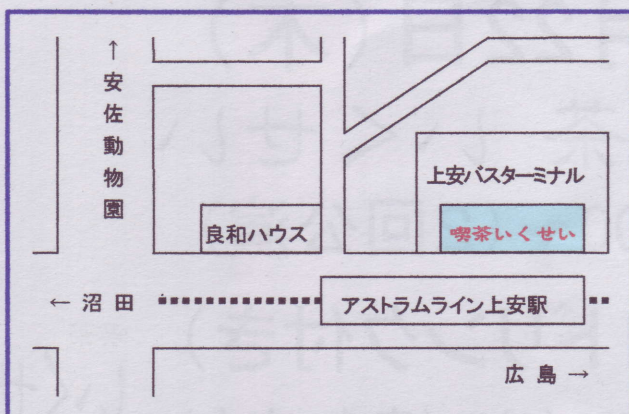 ↑
安佐動物園
上安バスターミナル
良和ハウス
喫茶いくせい
← 沼田
アストラムライン上安駅
広島 →